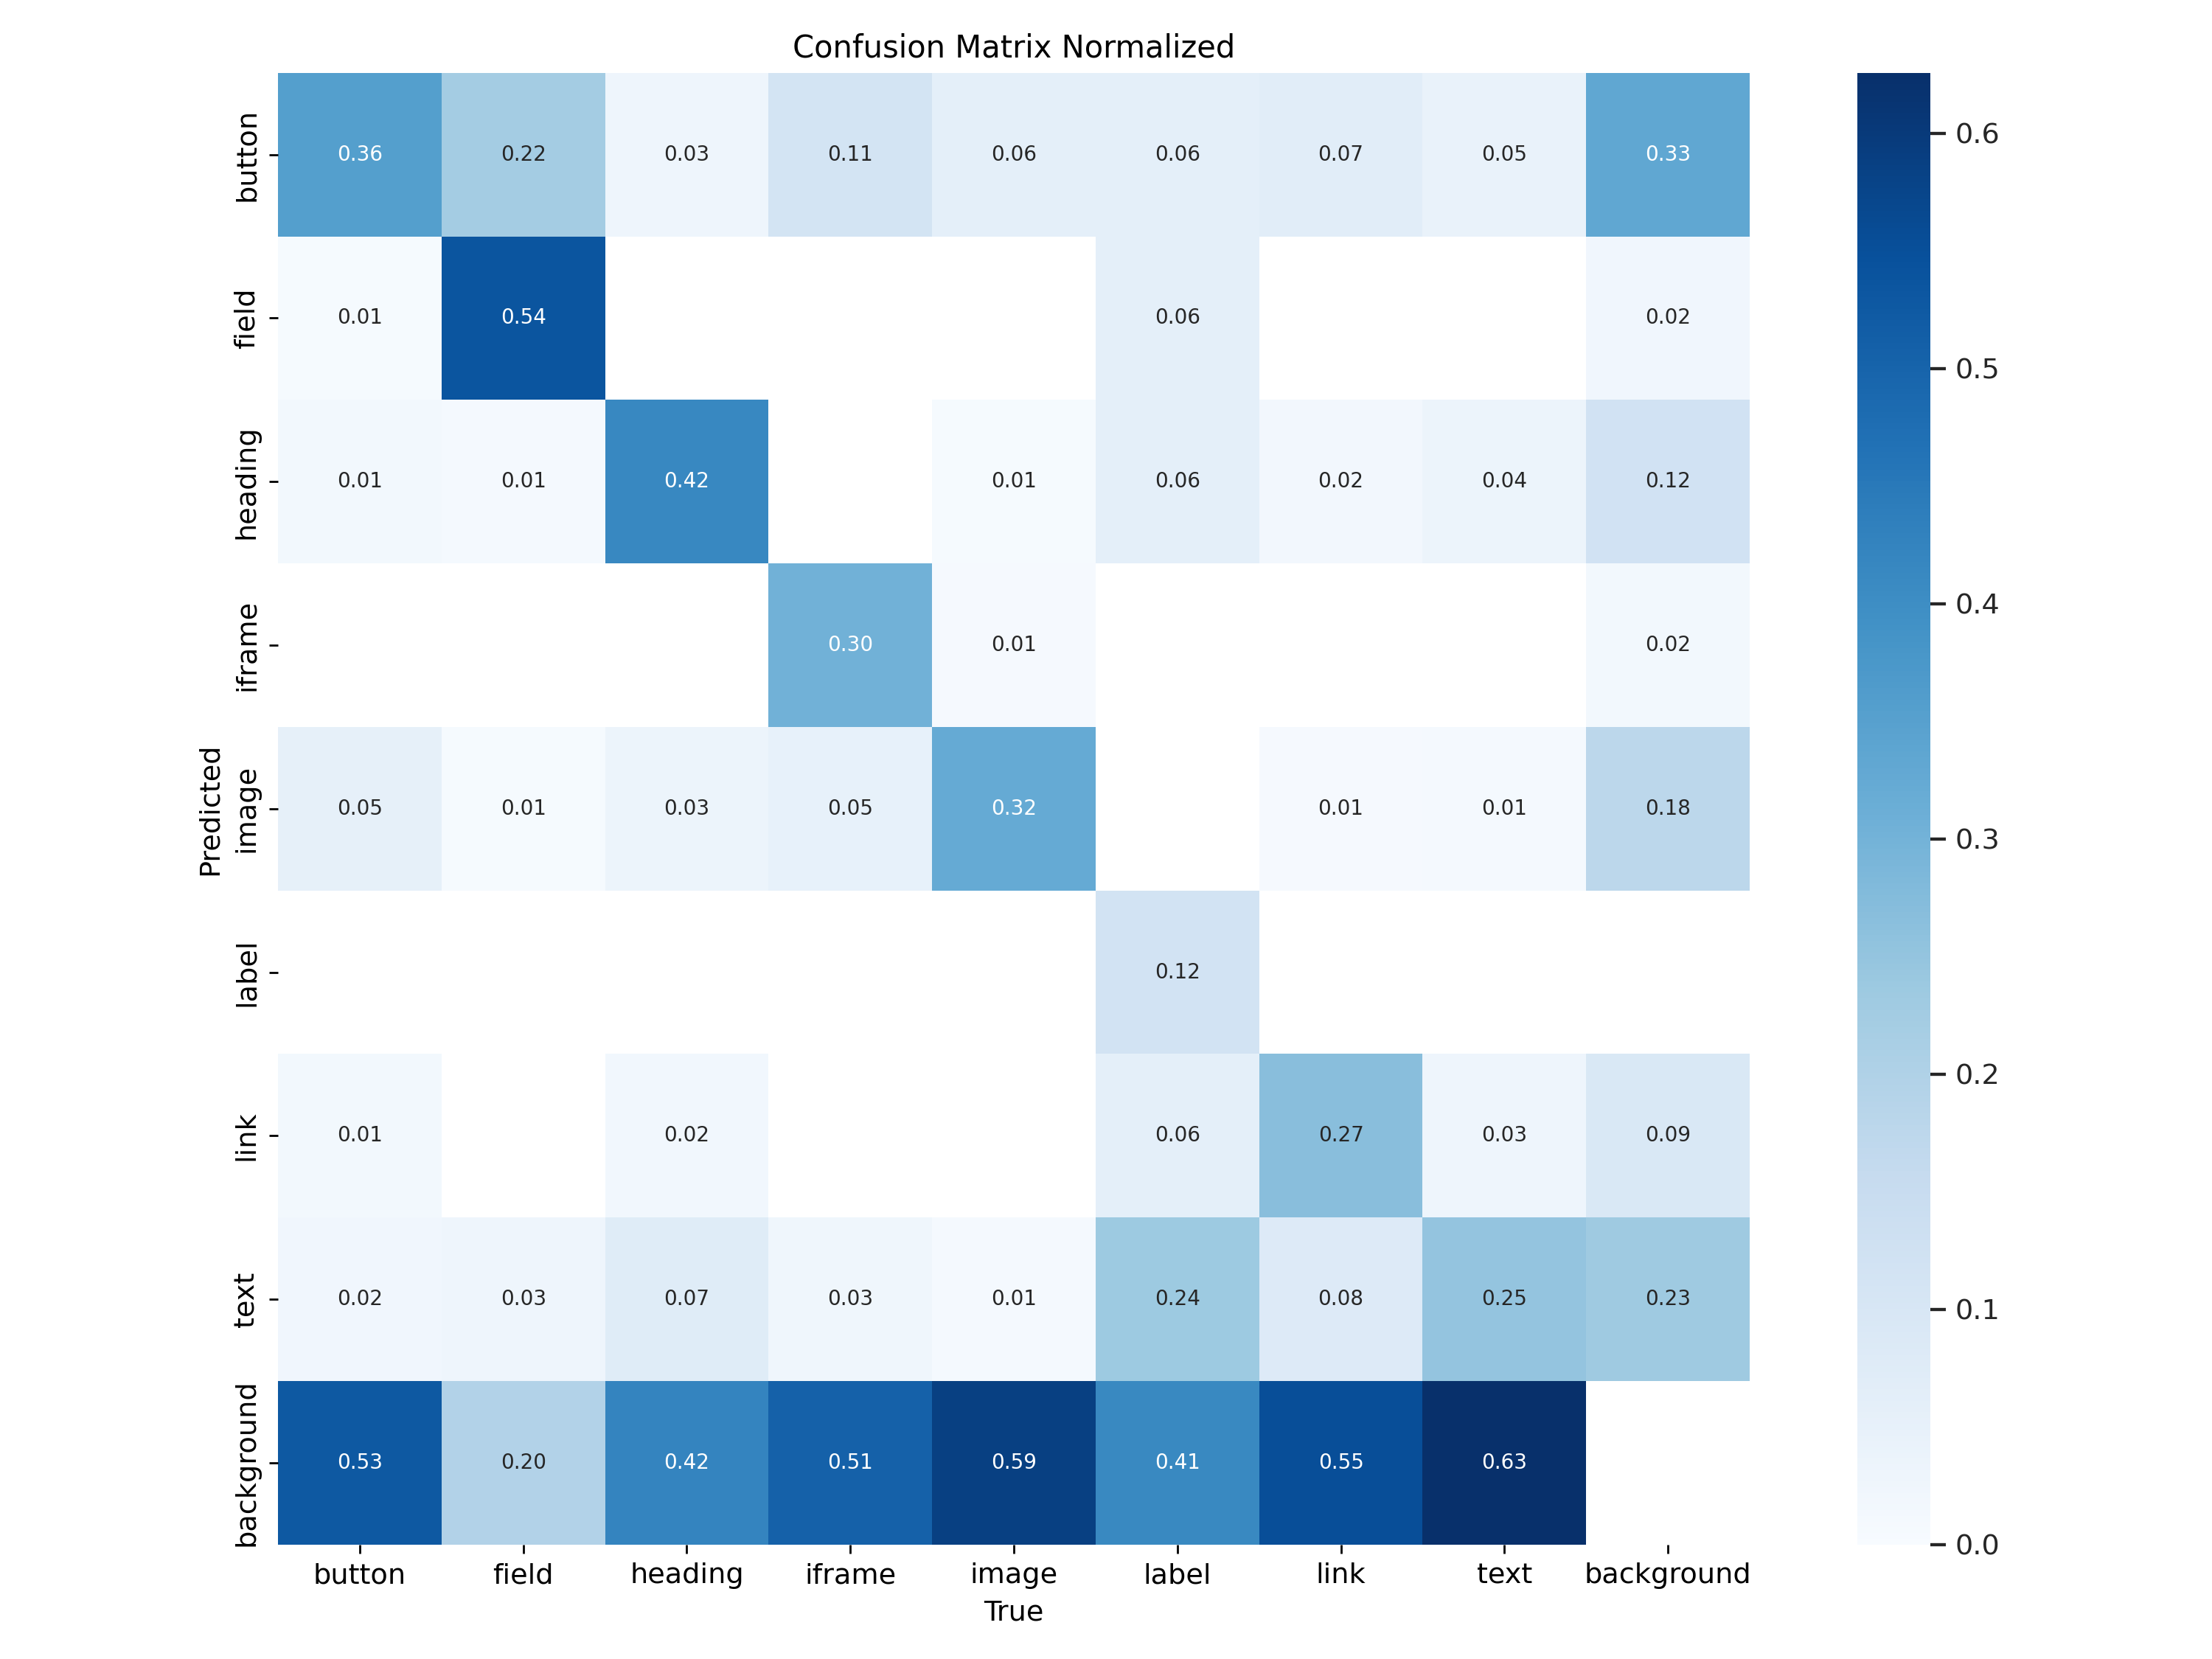 Confusion Matrix Normalized
button 0.36 0.22 0.03 0.11 0.06 0.06 0.07 0.05 0.33
field 0.01 0.54 0.06 0.02
heading 0.01 0.01 0.42 0.01 0.06 0.02 0.04 0.12
iframe 0.30 0.01 0.02
image 0.05 0.01 0.03 0.05 0.32 0.01 0.01 0.18
label 0.12
link 0.01 0.02 0.06 0.27 0.03 0.09
text 0.02 0.03 0.07 0.03 0.01 0.24 0.08 0.25 0.23
background 0.53 0.20 0.42 0.51 0.59 0.41 0.55 0.63
Predicted
button field heading iframe image label link text background
True
0.6
0.5
0.4
0.3
0.2
0.1
0.0